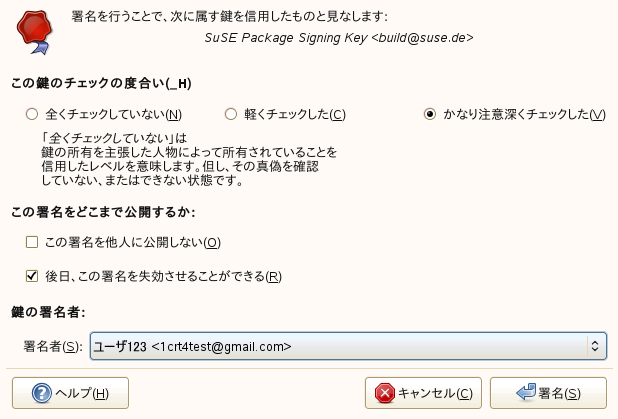 署名を行うことで、次に属す鍵を信用したものと見なします:
SuSE Package Signing Key <build@suse.de>
この鍵のチェックの度合い(_H)
全くチェックしていない(N) 軽くチェックした(C) かなり注意深くチェックした(V)
「全くチェックしていない」は
鍵の所有を主張した人物によって所有されていることを
信用したレベルを意味します。但し、その真偽を確認
していない、またはできない状態です。
この署名をどこまで公開するか:
この署名を他人に公開しない(O)
後日、この署名を失効させることができる(R)
鍵の署名者:
署名者(S): ユーザ123 <1crt4test@gmail.com>
ヘルプ(H) キャンセル(C) 署名(S)